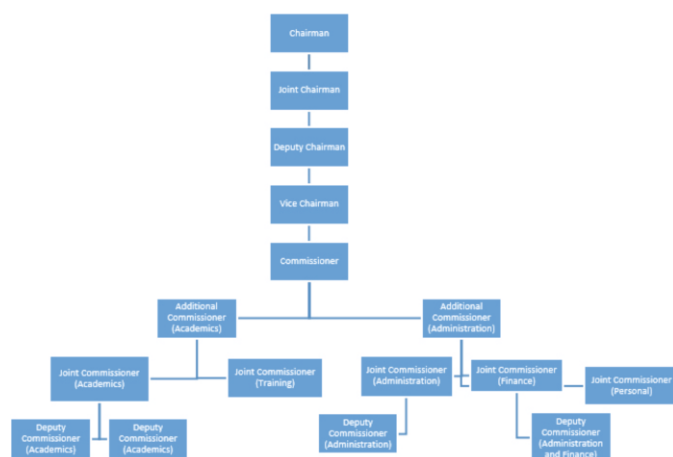 Chairman
Joint Chairman
Deputy Chairman
Vice Chairman
Commissioner
Additional
Commissioner
(Academics)
Additional
Commissioner
(Administration)
Joint Commissioner
(Academics)
Joint Commissioner
(Training)
Joint Commissioner
(Administration)
Joint Commissioner
(Finance)
Joint Commissioner
(Personal)
Deputy
Commissioner
(Academics)
Deputy
Commissioner
(Academics)
Deputy
Commissioner
(Administration)
Deputy
Commissioner
(Administration
and Finance)